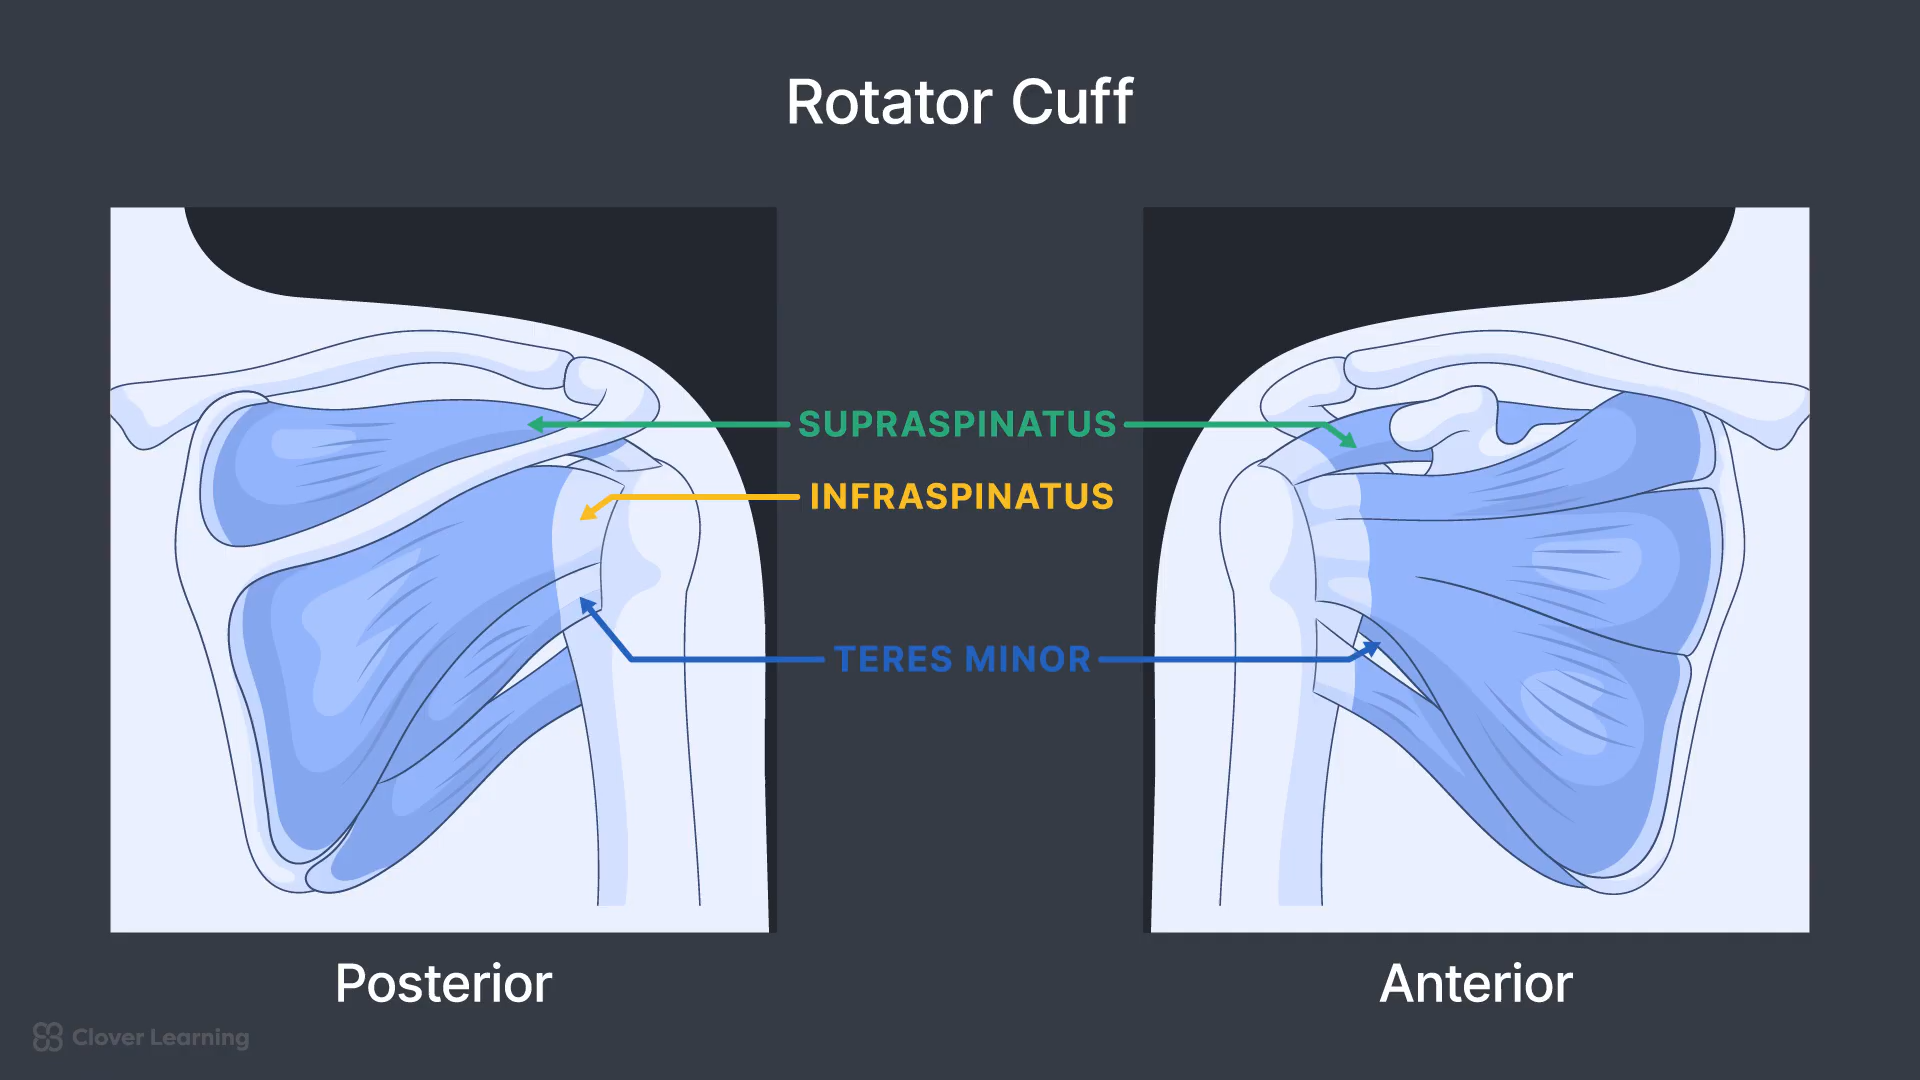 Rotator Cuff
SUPRASPINATUS
INFRASPINATUS
TERES MINOR
Posterior
Anterior
Clover Learning